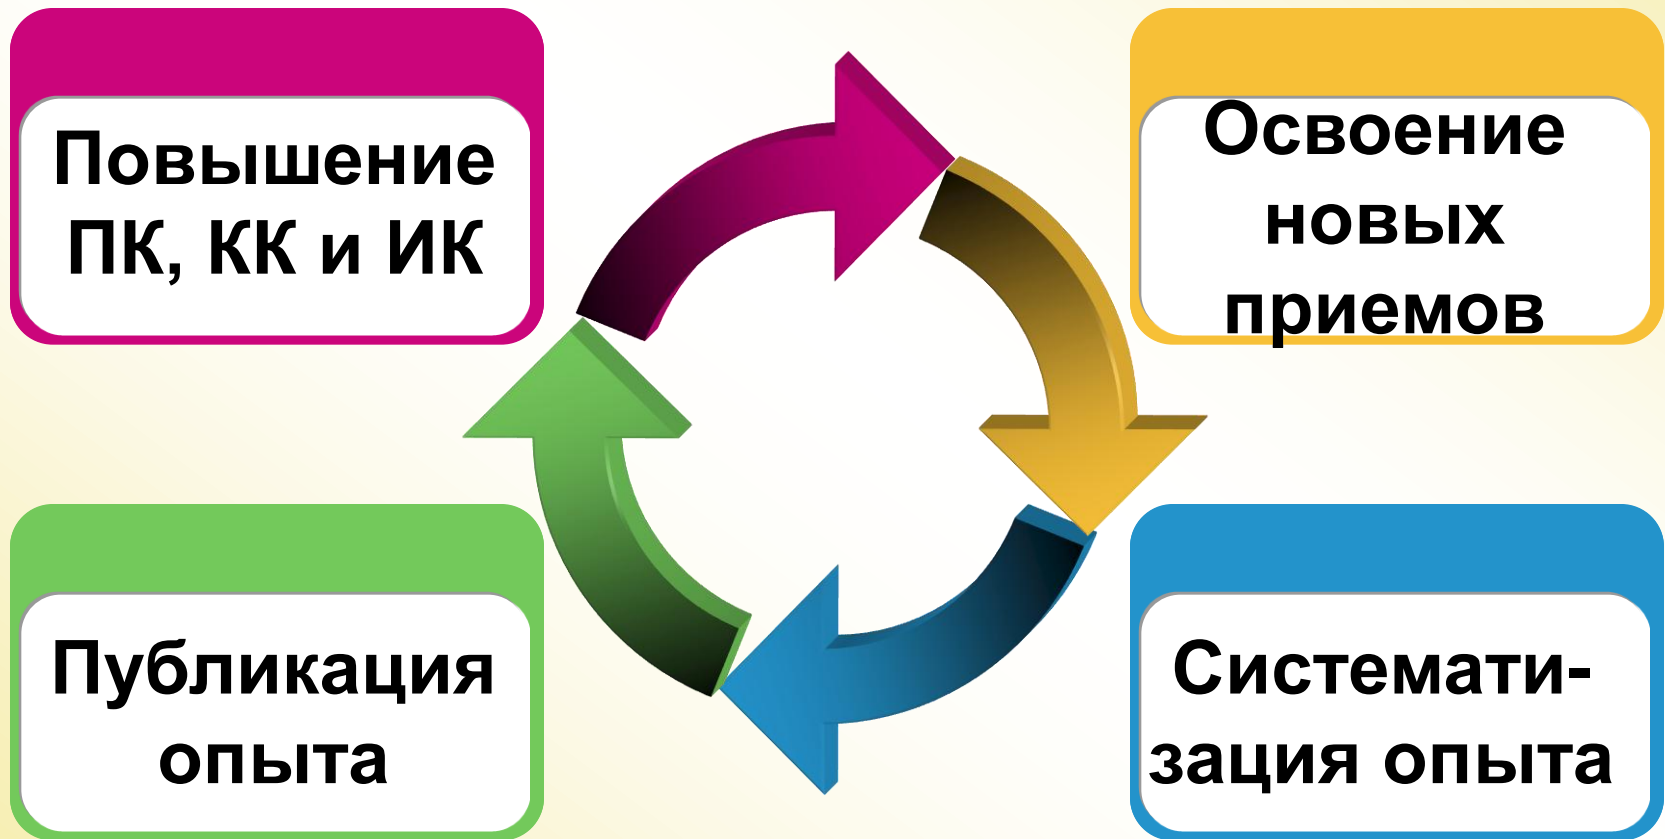 Повышение
ПК, КК и ИК
Освоение
новых
приемов
Публикация
опыта
Системати-
зация опыта